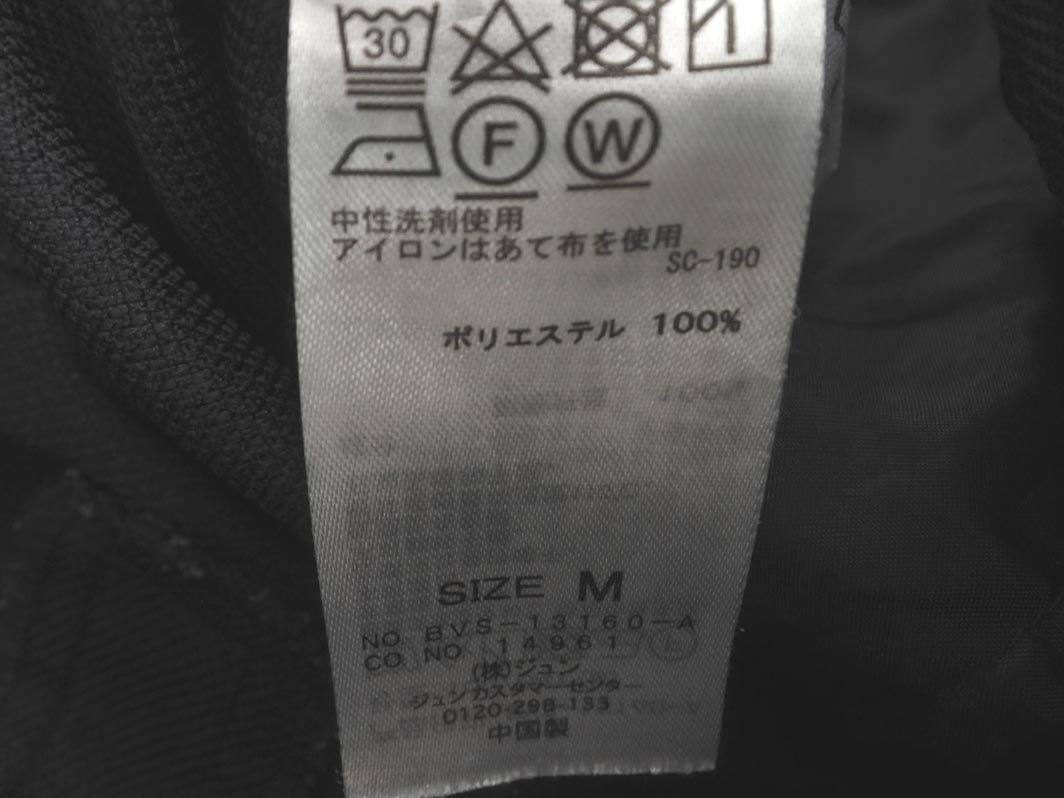 30
F W
中性洗剤使用
アイロンはあて布を使用
SC-190
ポリエステル 100%
100%
SIZE M
NO. BVS-13160-A
CO. NO. 14961
(株)ジュン
ジュンカスタマーセンター
0120-298-133
中国製